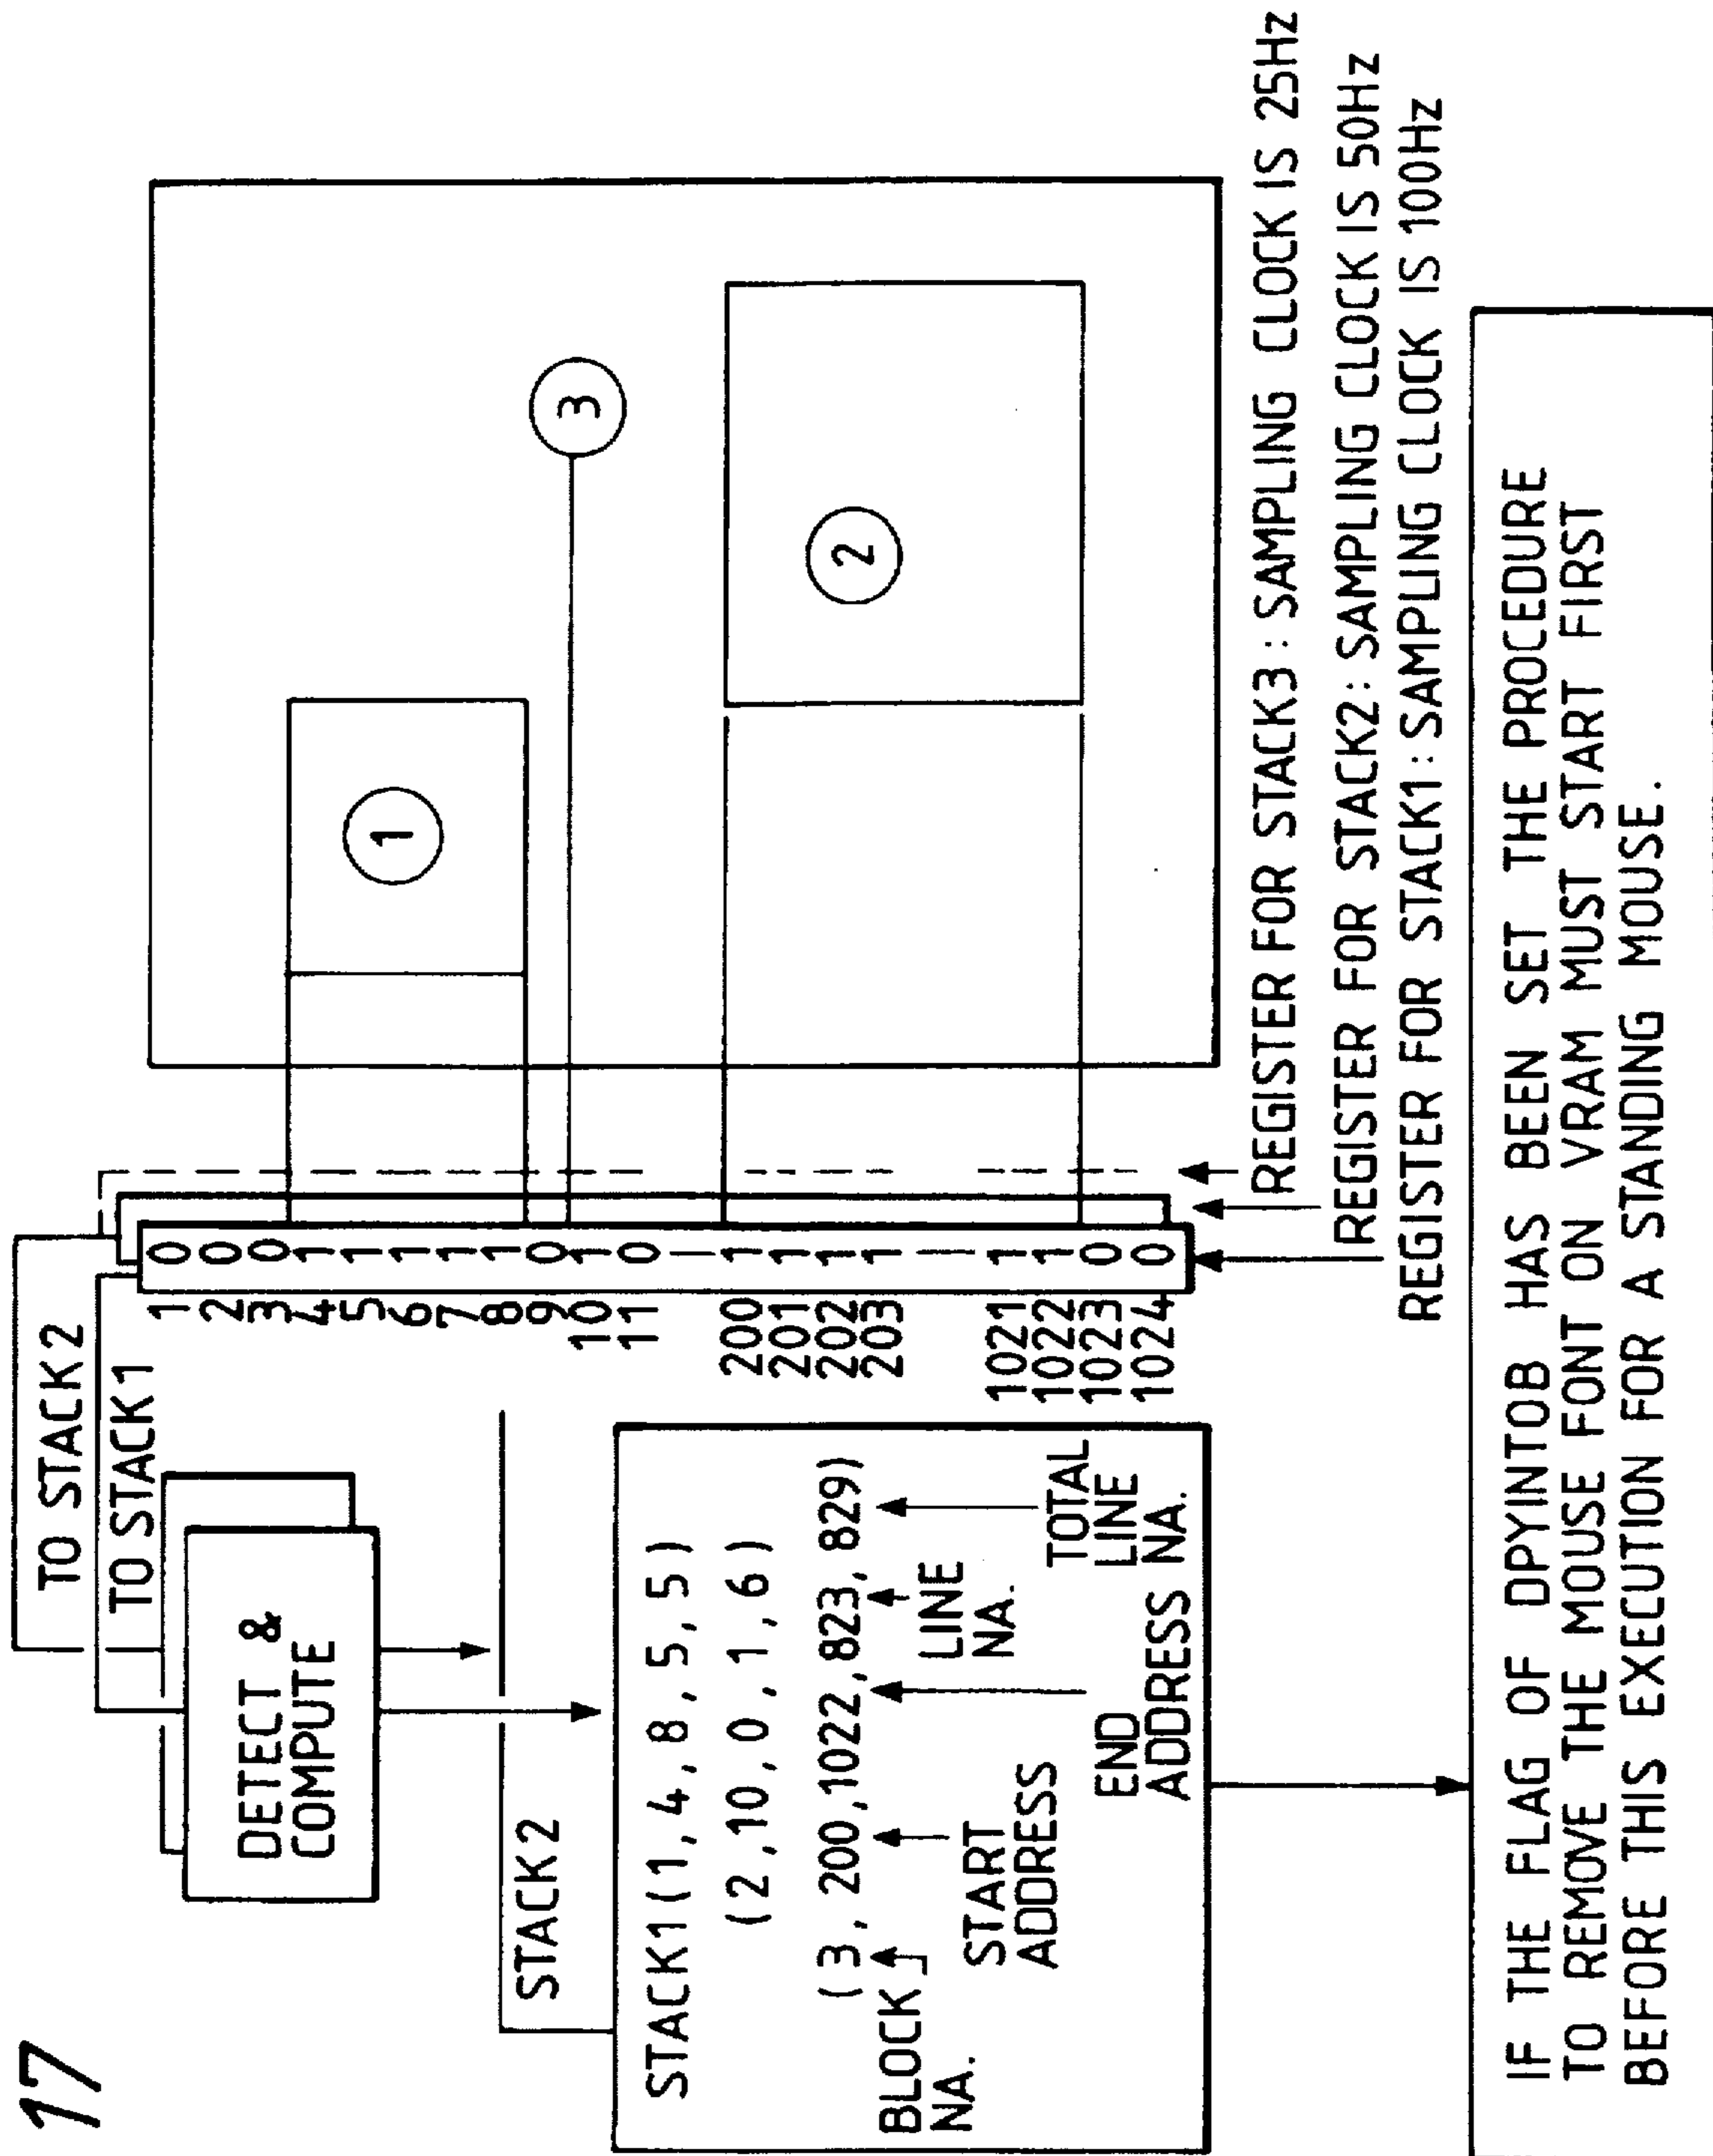 17
TO STACK2
TO STACK1
DETECT &
COMPUTE
STACK2
STACK1(1,4,8,5,5)
(2,10,0,1,6)
(3,200,1022,823,829)
BLOCK
NA.
START
ADDRESS
END
ADDRESS
LINE
NA.
NA.
TOTAL
LINE
1 0
2 0
3 0
4 1
5 1
6 1
7 1
8 1
9 0
10 1
11 0
200 1
201 1
202 1
203 1
1021 1
1022 1
1023 0
1024 0
1
3
2
REGISTER FOR STACK3: SAMPLING CLOCK IS 25Hz
REGISTER FOR STACK2: SAMPLING CLOCK IS 50Hz
REGISTER FOR STACK1: SAMPLING CLOCK IS 100Hz
IF THE FLAG OF DPYINTOB HAS BEEN SET THE PROCEDURE
TO REMOVE THE MOUSE FONT ON VRAM MUST START FIRST
BEFORE THIS EXECUTION FOR A STANDING MOUSE.